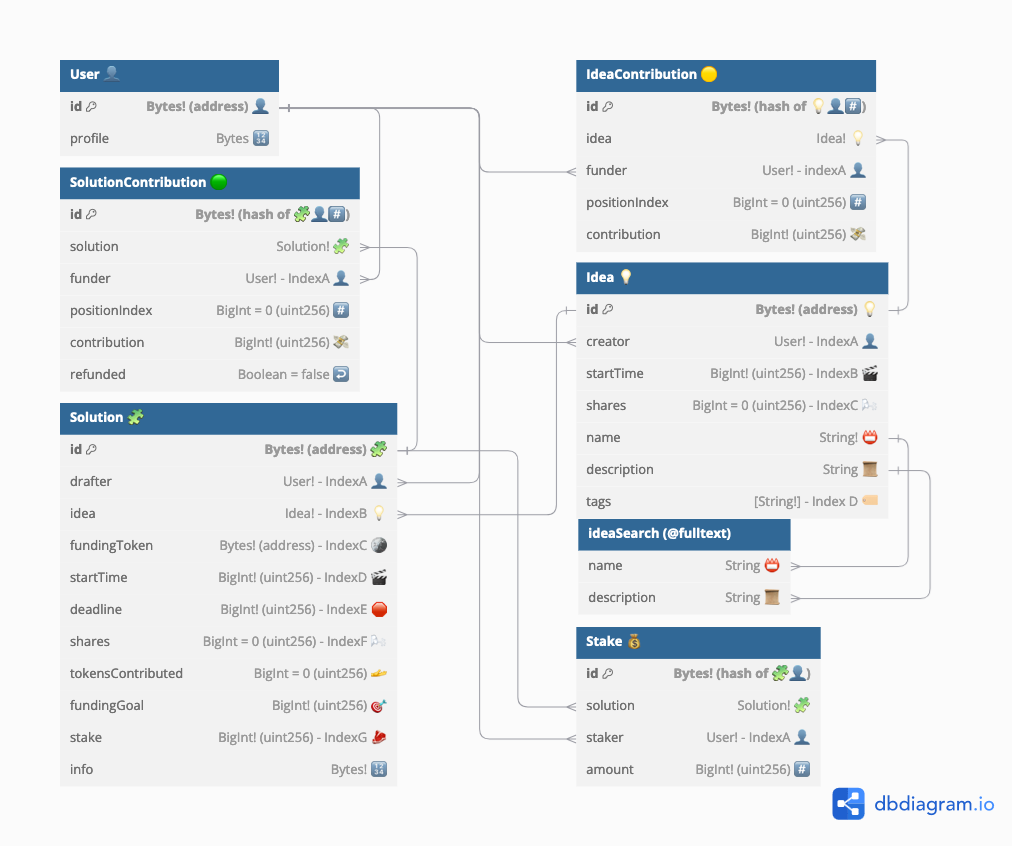 User 👤
id Bytes! (address) 👤
profile Bytes 🔢
SolutionContribution 🟢
id Bytes! (hash of 🧩👤#️⃣)
solution Solution! 🧩
funder User! - IndexA 👤
positionIndex BigInt = 0 (uint256) #️⃣
contribution BigInt! (uint256) 💸
refunded Boolean = false ↩️
Solution 🧩
id Bytes! (address) 🧩
drafter User! - IndexA 👤
idea Idea! - IndexB 💡
fundingToken Bytes! (address) - IndexC 🌑
startTime BigInt! (uint256) - IndexD 🎬
deadline BigInt! (uint256) - IndexE 🛑
shares BigInt = 0 (uint256) - IndexF 🌬️
tokensContributed BigInt = 0 (uint256) 🫴
fundingGoal BigInt! (uint256) 🎯
stake BigInt! (uint256) - IndexG 🥩
info Bytes! 🔢
IdeaContribution 🟡
id Bytes! (hash of 💡👤#️⃣)
idea Idea! 💡
funder User! - indexA 👤
positionIndex BigInt = 0 (uint256) #️⃣
contribution BigInt! (uint256) 💸
Idea 💡
id Bytes! (address) 💡
creator User! - IndexA 👤
startTime BigInt! (uint256) - IndexB 🎬
shares BigInt = 0 (uint256) - IndexC 🌬️
name String! 📛
description String 📜
tags [String!] - Index D 🏷️
ideaSearch (@fulltext)
name String 📛
description String 📜
Stake 💰
id Bytes! (hash of 🧩👤)
solution Solution! 🧩
staker User! - IndexA 👤
amount BigInt! (uint256) #️⃣
dbdiagram.io